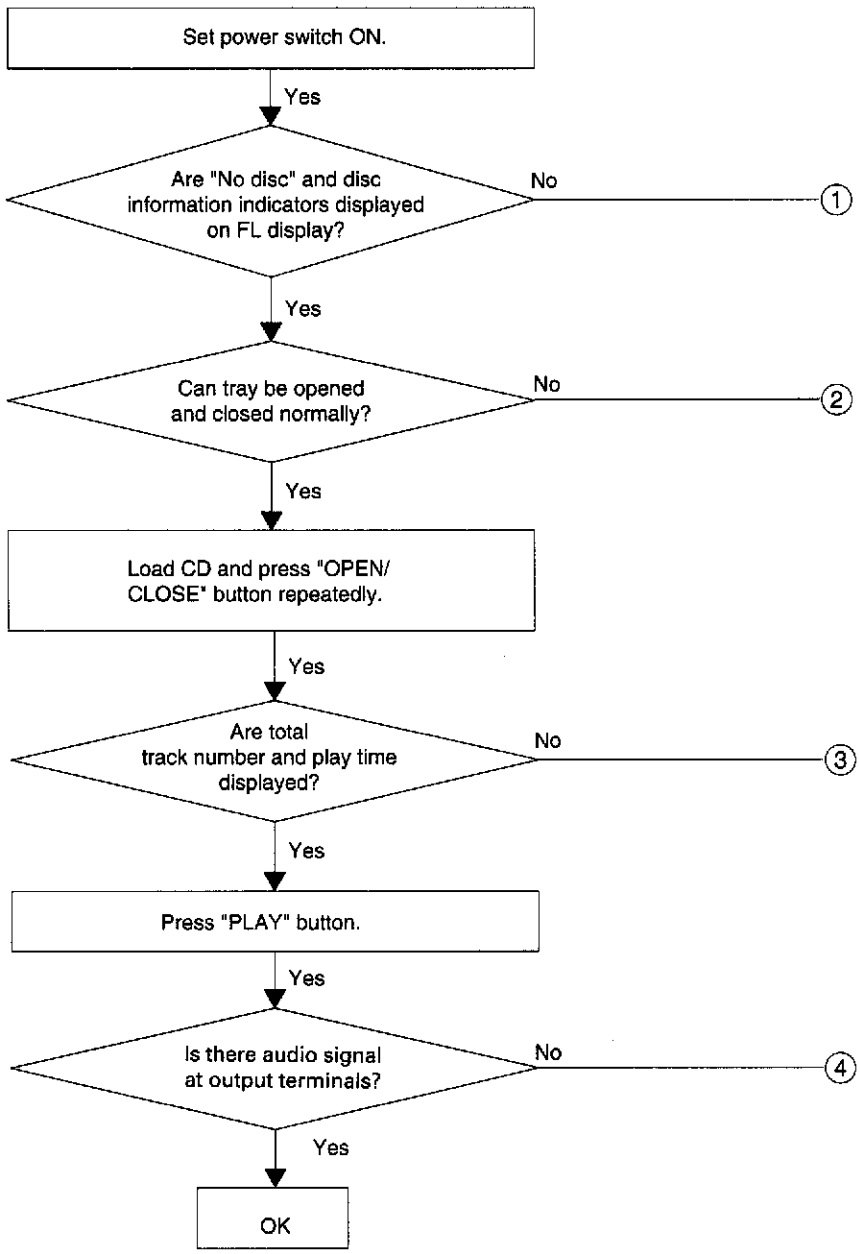 Set power switch ON.
Yes
Are "No disc" and disc
information indicators displayed
on FL display?
No
1
Yes
Can tray be opened
and closed normally?
No
2
Yes
Load CD and press "OPEN/
CLOSE" button repeatedly.
Yes
Are total
track number and play time
displayed?
No
3
Yes
Press "PLAY" button.
Yes
Is there audio signal
at output terminals?
No
4
Yes
OK